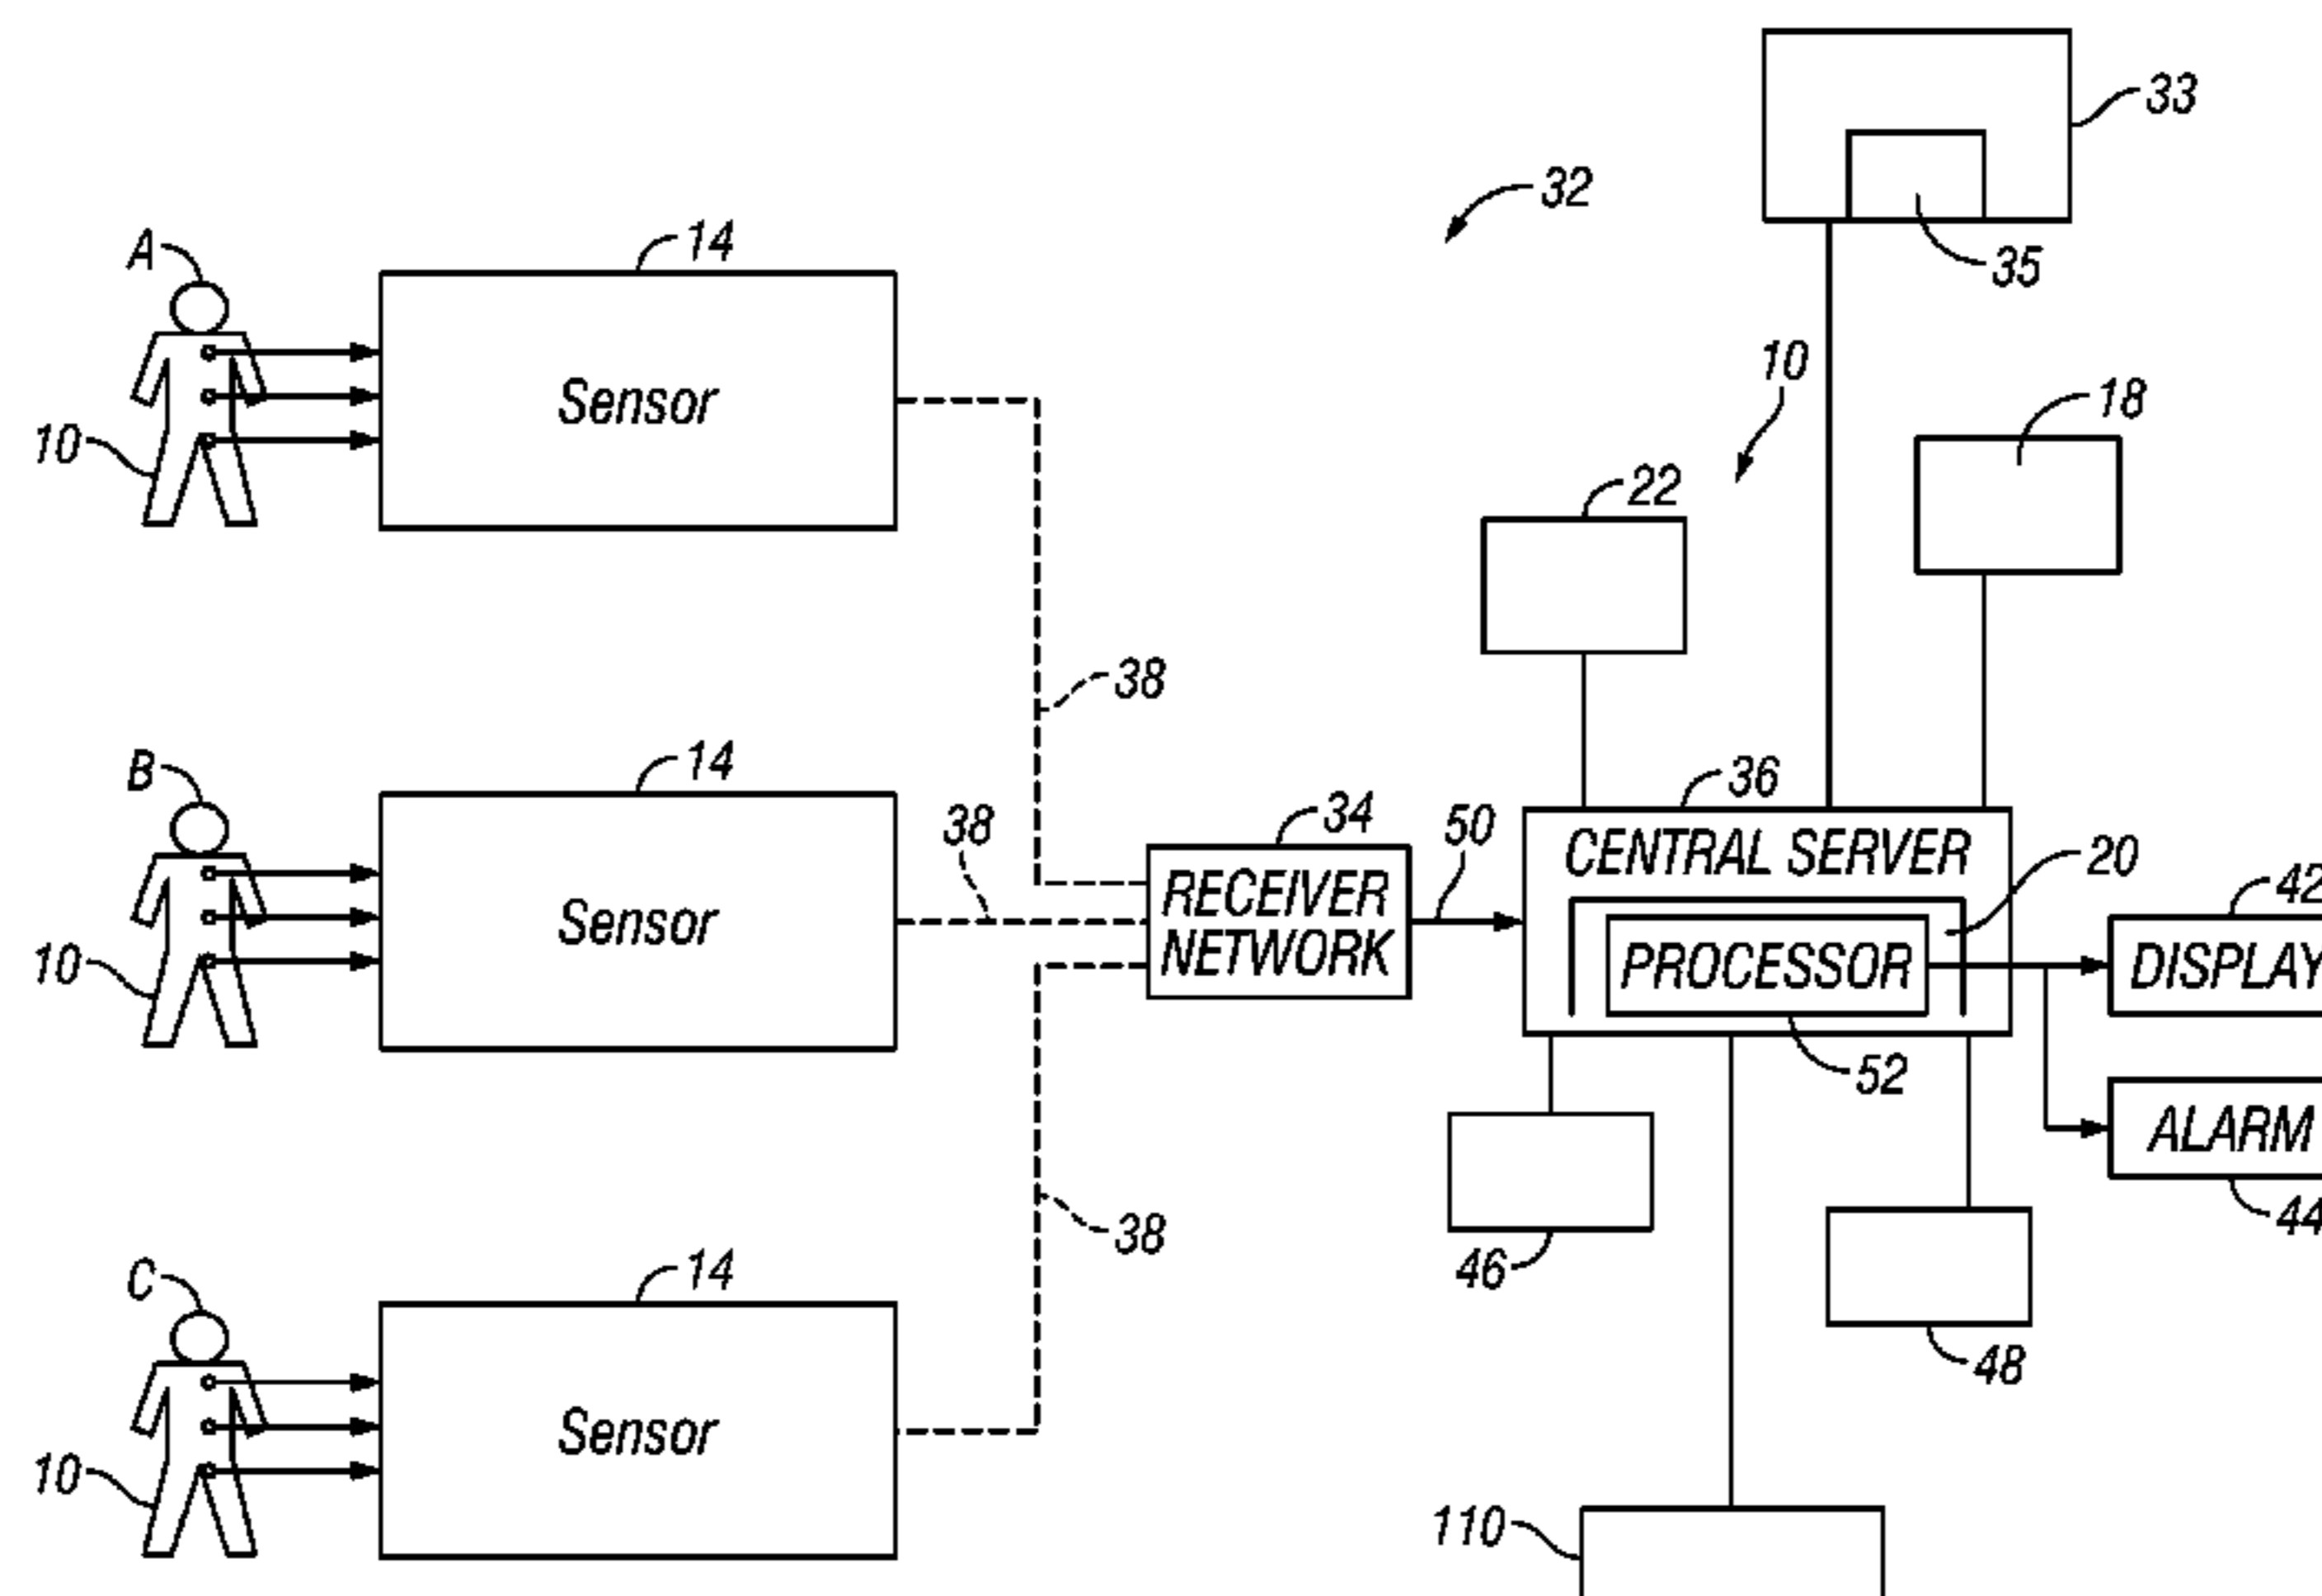 33
32
35
A
14
10
18
Sensor
10
22
38
B
14
36
38
34
50
CENTRAL SERVER
20
42
Sensor
RECEIVER
NETWORK
PROCESSOR
DISPLAY
10
52
ALARM
38
44
C
14
46
48
Sensor
10
110